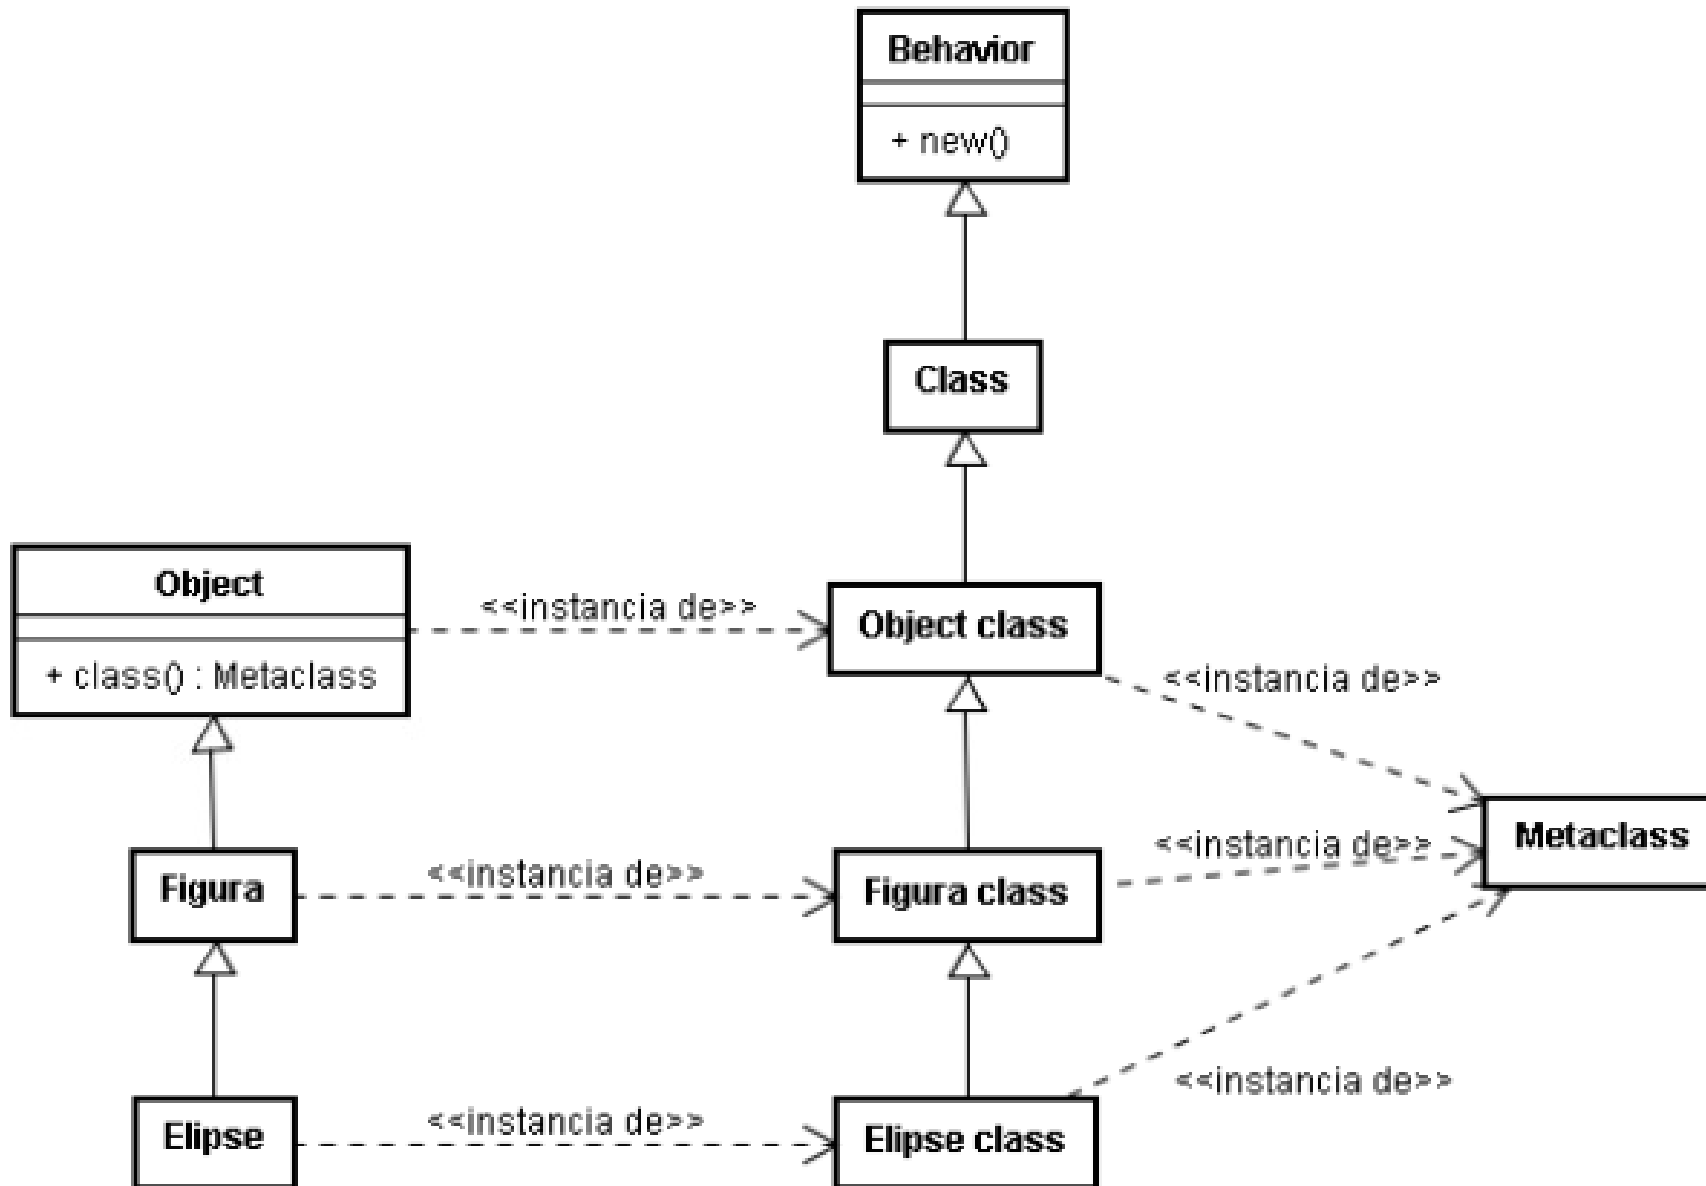 Behavior
+ new()
Class
Object
+ class() : Metaclass
<<instancia de>>
Object class
<<instancia de>>
Metaclass
Figura
<<instancia de>>
Figura class
<<instancia de>>
Elipse
<<instancia de>>
Elipse class
<<instancia de>>